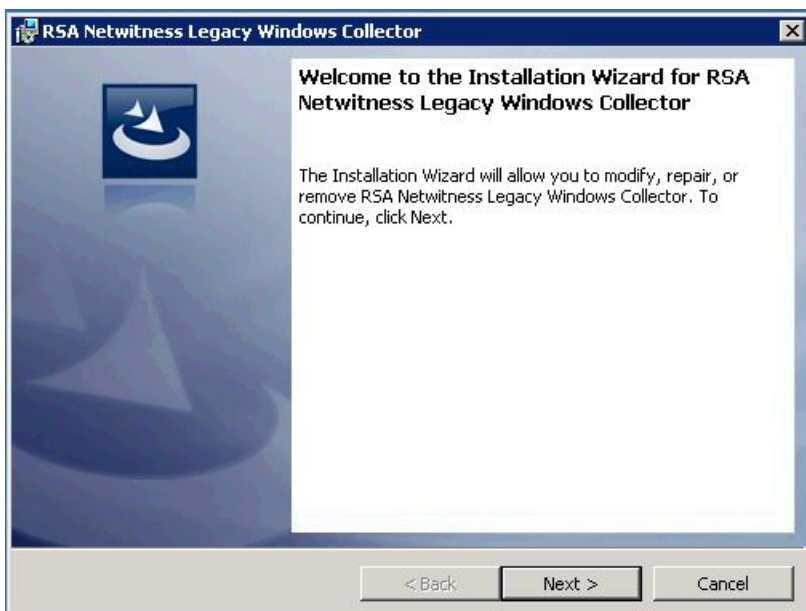 RSA Netwitness Legacy Windows Collector
Welcome to the Installation Wizard for RSA
Netwitness Legacy Windows Collector
The Installation Wizard will allow you to modify, repair, or
remove RSA Netwitness Legacy Windows Collector. To
continue, click Next.
< Back
Next >
Cancel